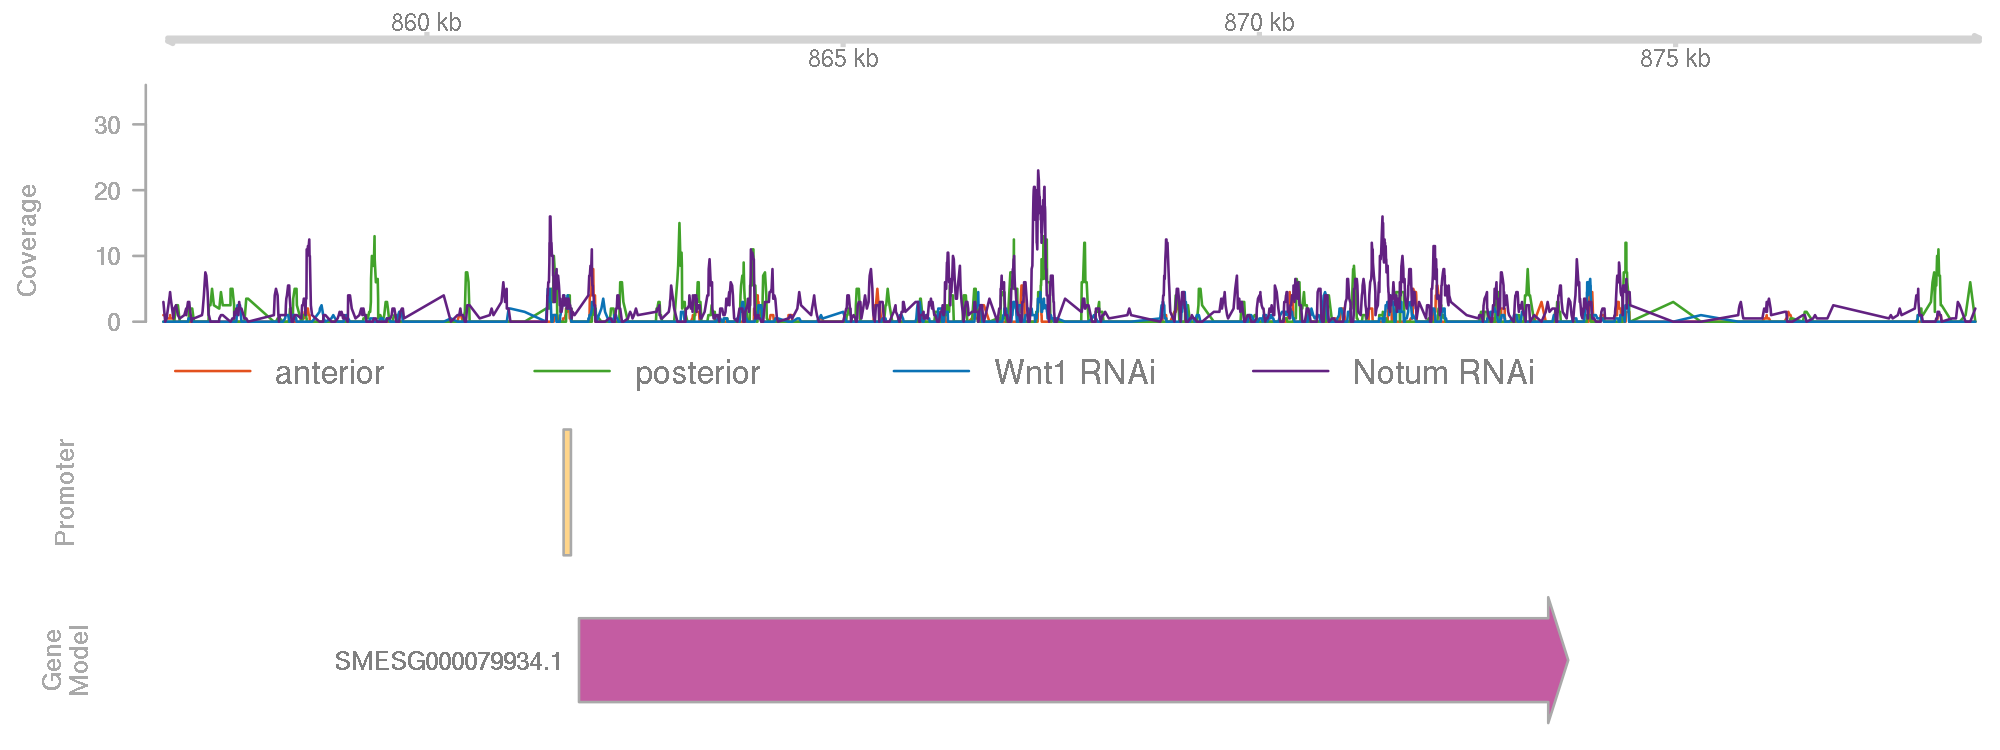 860 kb 870 kb
865 kb 875 kb
Coverage
30
20
10
0
anterior posterior Wnt1 RNAi Notum RNAi
Promoter
Gene
Model
SMESG000079934.1